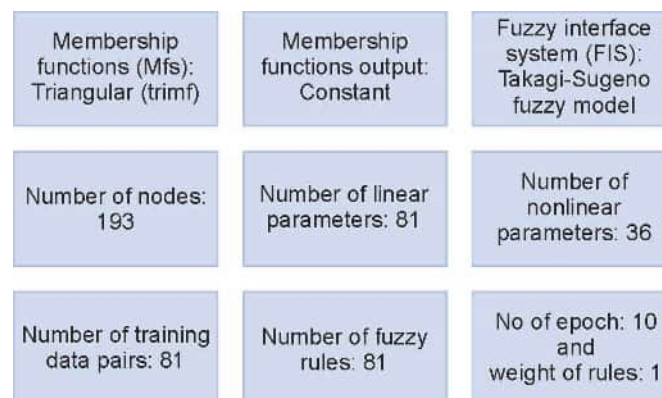 Membership
functions (Mfs):
Triangular (trimf)
Membership
functions output:
Constant
Fuzzy interface
system (FIS):
Takagi-Sugeno
fuzzy model
Number of nodes:
193
Number of linear
parameters: 81
Number of
nonlinear
parameters: 36
Number of training
data pairs: 81
Number of fuzzy
rules: 81
No of epoch: 10
and
weight of rules: 1